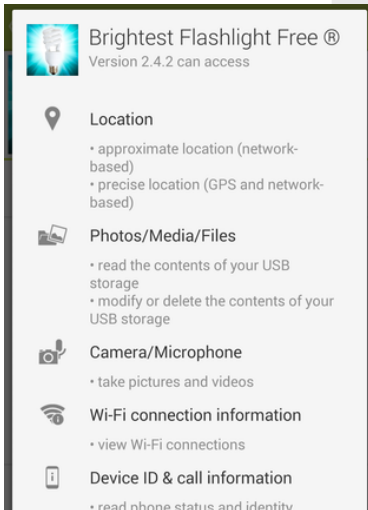 Brightest Flashlight Free ®
Version 2.4.2 can access
Location
• approximate location (network-
based)
• precise location (GPS and network-
based)
Photos/Media/Files
• read the contents of your USB
storage
• modify or delete the contents of your
USB storage
Camera/Microphone
• take pictures and videos
Wi-Fi connection information
• view Wi-Fi connections
Device ID & call information
• read phone status and identity